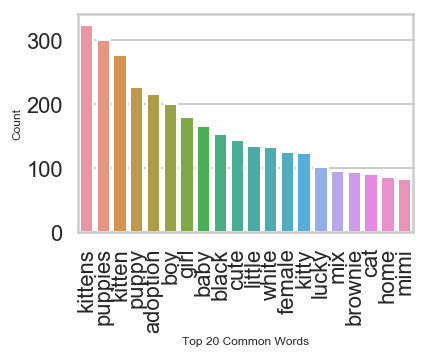 300
200
100
0
Count
kittens
puppies
kitten
puppy
adoption
boy
girl
baby
black
cute
little
white
female
kitty
lucky
mix
brownie
cat
home
mimi
Top 20 Common Words